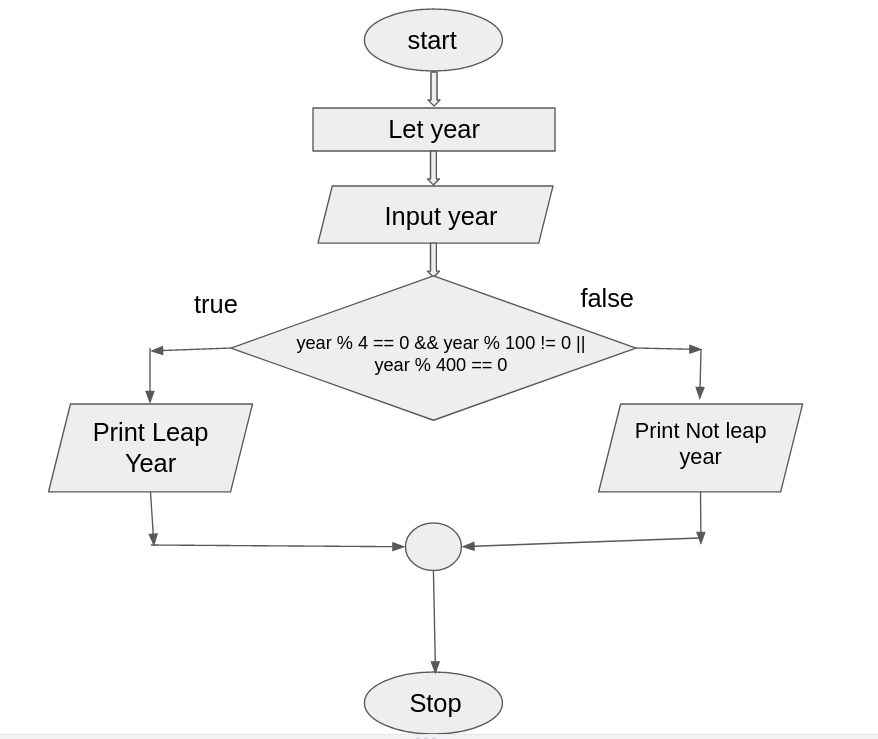 start
Let year
Input year
true
false
year % 4 == 0 && year % 100 != 0 ||
year % 400 == 0
Print Leap
Year
Print Not leap
year
Stop